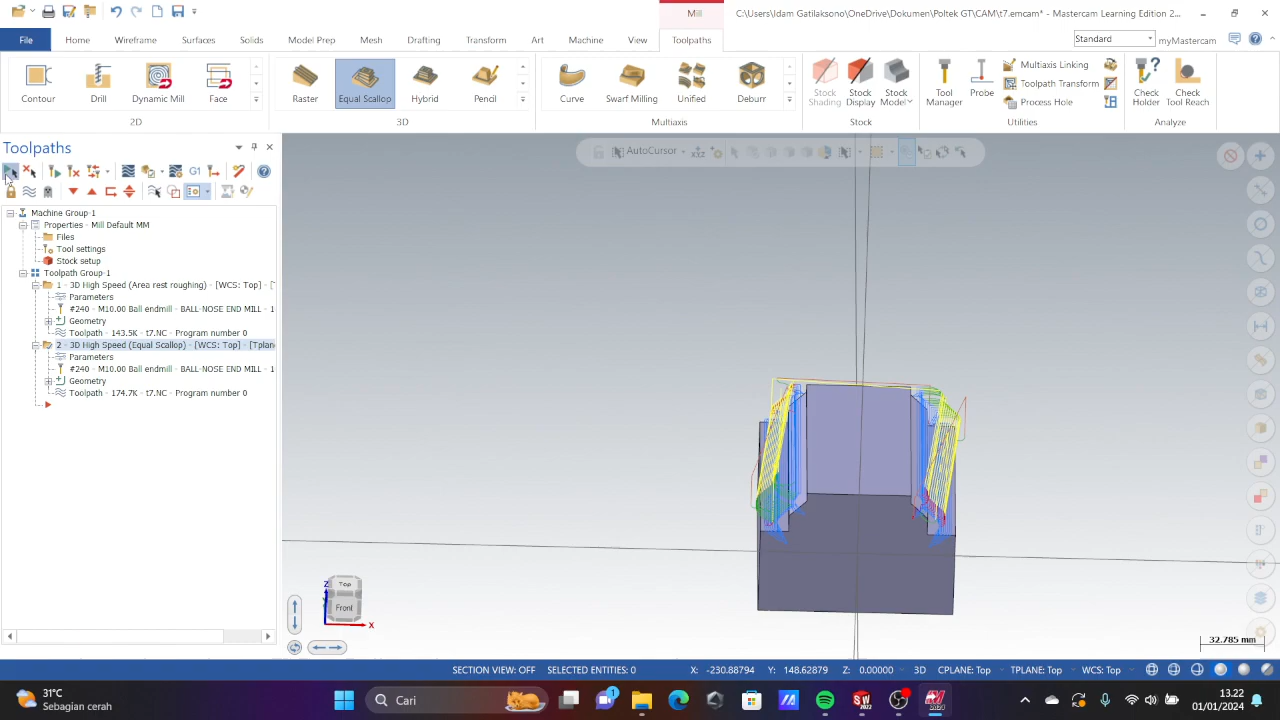 Mill
C:\Users\Idam Gatilaksono\OneDrive\Dokumen\Poltek GT\CAM\t7.emcam* - Mastercam Learning Edition 2...
File
Home
Wireframe
Surfaces
Solids
Model Prep
Mesh
Drafting
Transform
Art
Machine
View
Toolpaths
Standard
myMastercam
Contour
Drill
Dynamic Mill
Face
2D
Raster
Equal Scallop
Hybrid
Pencil
3D
Curve
Swarf Milling
Unified
Deburr
Multiaxis
Stock Shading
Stock Display
Stock Model
Stock
Tool Manager
Probe
Multiaxis Linking
Toolpath Transform
Process Hole
Utilities
Check Holder
Check Tool Reach
Analyze
Toolpaths
G1
AutoCursor
XYZ
Machine Group-1
Properties - Mill Default MM
Files
Tool settings
Stock setup
Toolpath Group-1
1 - 3D High Speed (Area rest roughing) - [WCS: Top] - [
Parameters
#240 - M10.00 Ball endmill - BALL-NOSE END MILL - 1
Geometry
Toolpath - 143.5K - t7.NC - Program number 0
2 - 3D High Speed (Equal Scallop) - [WCS: Top] - [Tplan
Parameters
#240 - M10.00 Ball endmill - BALL-NOSE END MILL - 1
Geometry
Toolpath - 174.7K - t7.NC - Program number 0
Top
Front
Z
X
32.785 mm
SECTION VIEW: OFF
SELECTED ENTITIES: 0
X: -230.88794
Y: 148.62879
Z: 0.00000
3D
CPLANE: Top
TPLANE: Top
WCS: Top
31°C
Sebagian cerah
Cari
1
13.22
01/01/2024